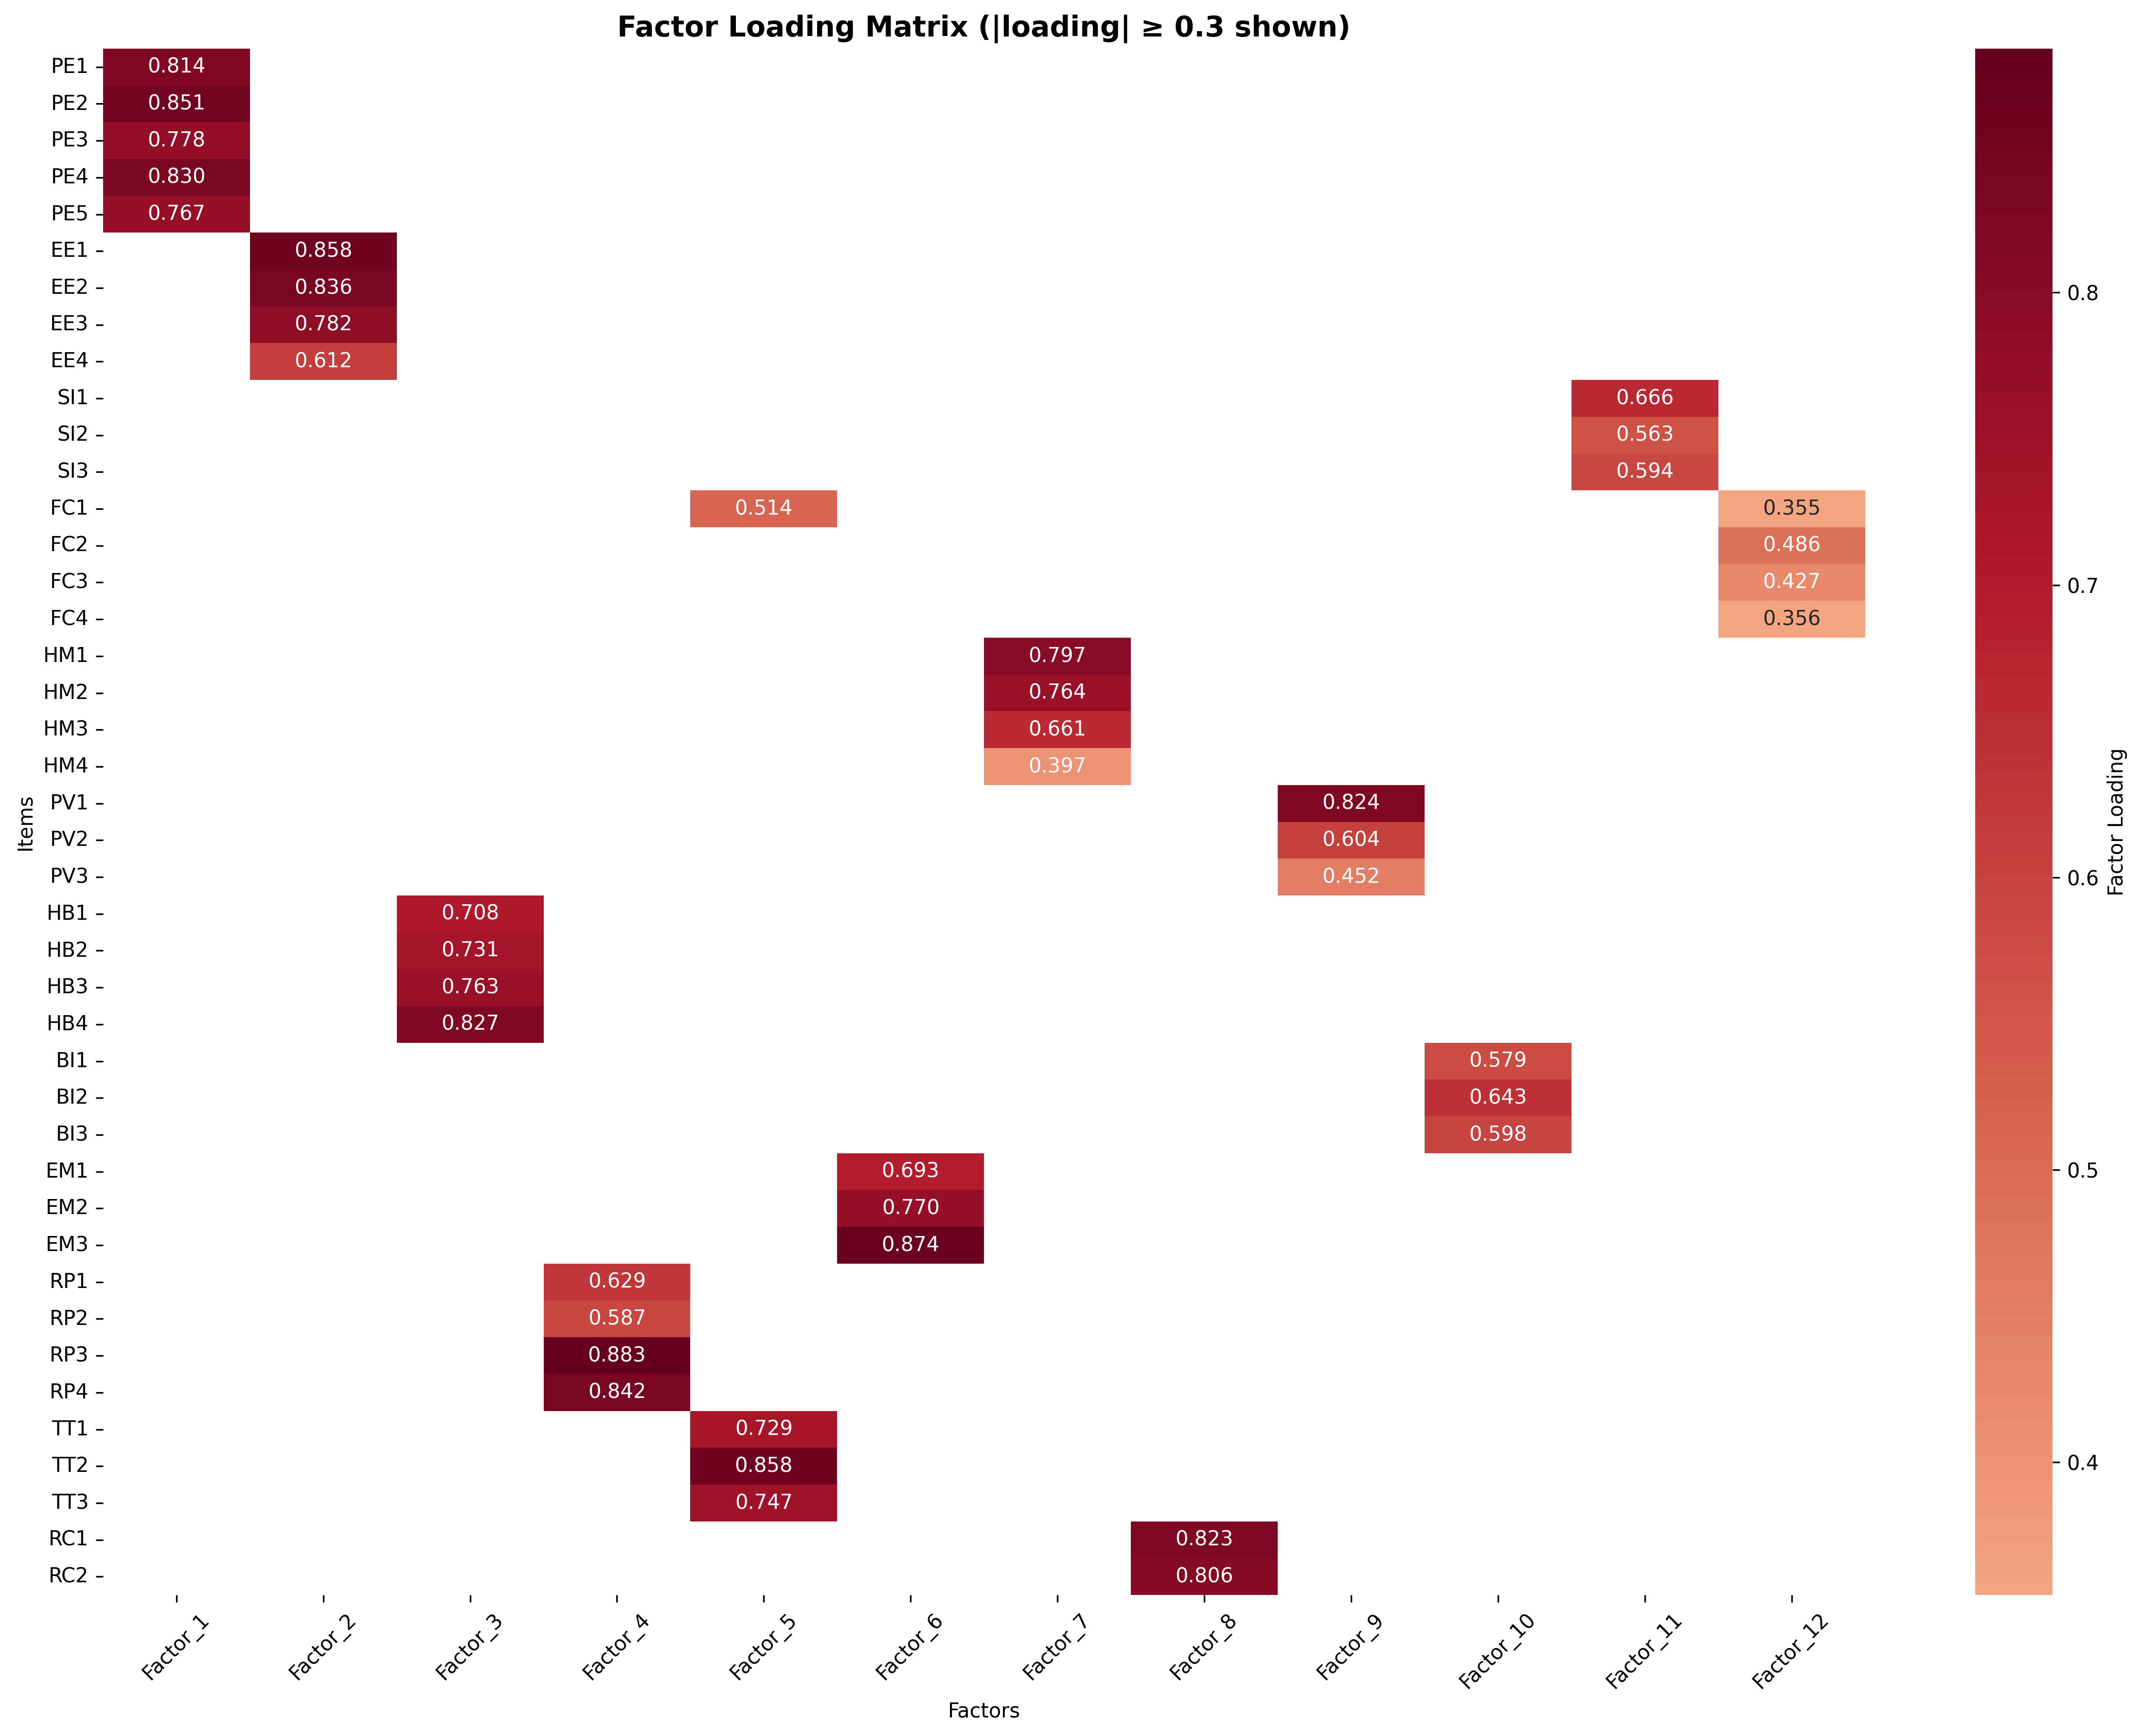 Factor Loading Matrix (|loading| ≥ 0.3 shown)
PE1 0.814
PE2 0.851
PE3 0.778
PE4 0.830
PE5 0.767
EE1 0.858
EE2 0.836
EE3 0.782
EE4 0.612
SI1 0.666
SI2 0.563
SI3 0.594
FC1 0.514 0.355
FC2 0.486
FC3 0.427
FC4 0.356
HM1 0.797
HM2 0.764
HM3 0.661
HM4 0.397
PV1 0.824
PV2 0.604
PV3 0.452
HB1 0.708
HB2 0.731
HB3 0.763
HB4 0.827
BI1 0.579
BI2 0.643
BI3 0.598
EM1 0.693
EM2 0.770
EM3 0.874
RP1 0.629
RP2 0.587
RP3 0.883
RP4 0.842
TT1 0.729
TT2 0.858
TT3 0.747
RC1 0.823
RC2 0.806
Items
Factor_1 Factor_2 Factor_3 Factor_4 Factor_5 Factor_6 Factor_7 Factor_8 Factor_9 Factor_10 Factor_11 Factor_12
Factors
0.8
0.7
0.6
0.5
0.4
Factor Loading